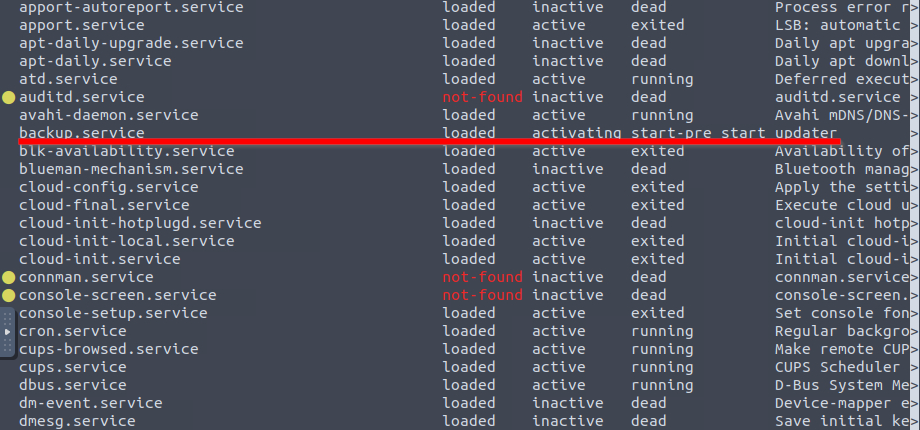 apport-autoreport.service loaded inactive dead Process error r>
apport.service loaded active exited LSB: automatic >
apt-daily-upgrade.service loaded inactive dead Daily apt upgra>
apt-daily.service loaded inactive dead Daily apt downl>
atd.service loaded active running Deferred execut>
auditd.service not-found inactive dead auditd.service >
avahi-daemon.service loaded active running Avahi mDNS/DNS->
backup.service loaded activating start-pre start updater
blk-availability.service loaded active exited Availability of>
blueman-mechanism.service loaded inactive dead Bluetooth manag>
cloud-config.service loaded active exited Apply the setti>
cloud-final.service loaded active exited Execute cloud u>
cloud-init-hotplugd.service loaded inactive dead cloud-init hotp>
cloud-init-local.service loaded active exited Initial cloud-i>
cloud-init.service loaded active exited Initial cloud-i>
connman.service not-found inactive dead connman.service>
console-screen.service not-found inactive dead console-screen.>
console-setup.service loaded active exited Set console fon>
cron.service loaded active running Regular backgro>
cups-browsed.service loaded active running Make remote CUP>
cups.service loaded active running CUPS Scheduler >
dbus.service loaded active running D-Bus System Me>
dm-event.service loaded inactive dead Device-mapper e>
dmesg.service loaded inactive dead Save initial ke>